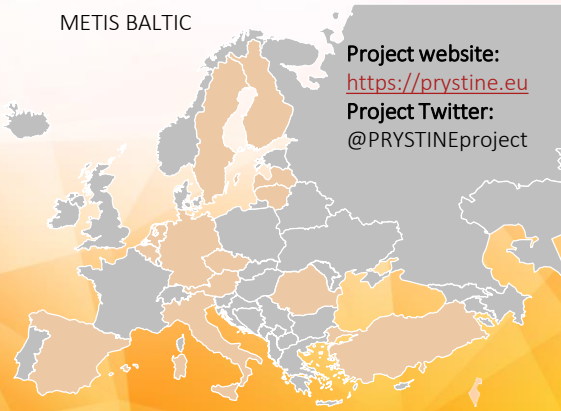 METIS BALTIC
Project website:
https://prystine.eu
Project Twitter:
@PRYSTINEproject